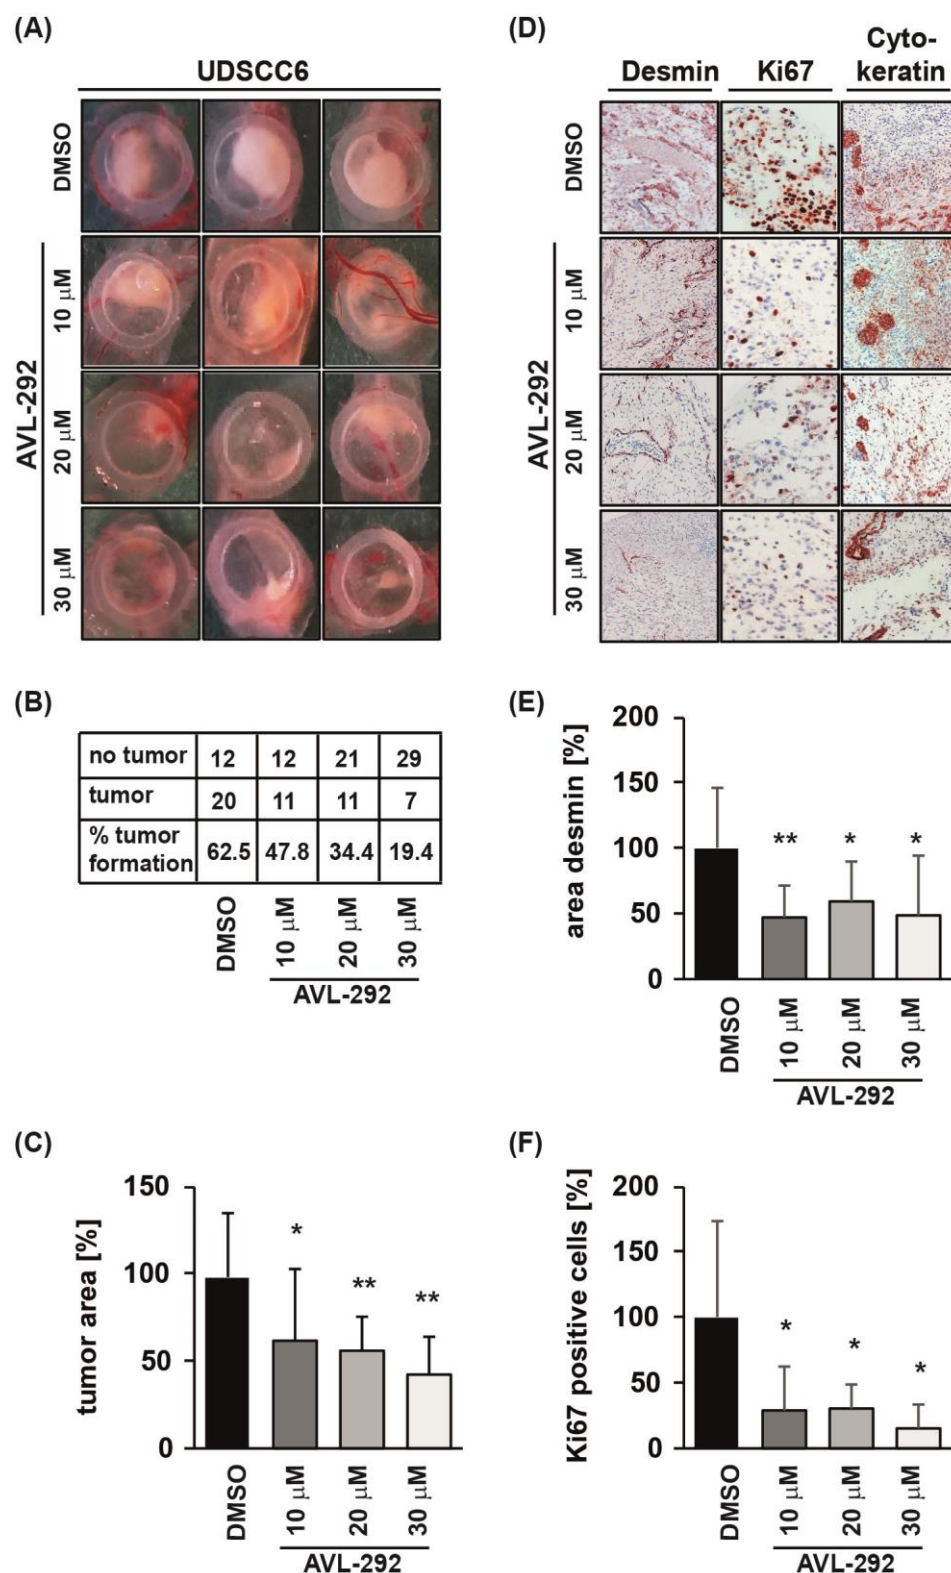 (A)
UDSCC6
DMSO
10 µM
20 µM
30 µM
AVL-292
(D)
Desmin
Ki67
Cyto-
keratin
DMSO
10 µM
20 µM
30 µM
AVL-292
(B)
no tumor 12 12 21 29
tumor 20 11 11 7
% tumor
formation 62.5 47.8 34.4 19.4
DMSO 10 µM 20 µM 30 µM
AVL-292
(E)
area desmin [%]
200
150
100
50
0
** * *
DMSO 10 µM 20 µM 30 µM
AVL-292
(C)
tumor area [%]
150
100
50
0
* ** **
DMSO 10 µM 20 µM 30 µM
AVL-292
(F)
Ki67 positive cells [%]
200
150
100
50
0
* * *
DMSO 10 µM 20 µM 30 µM
AVL-292